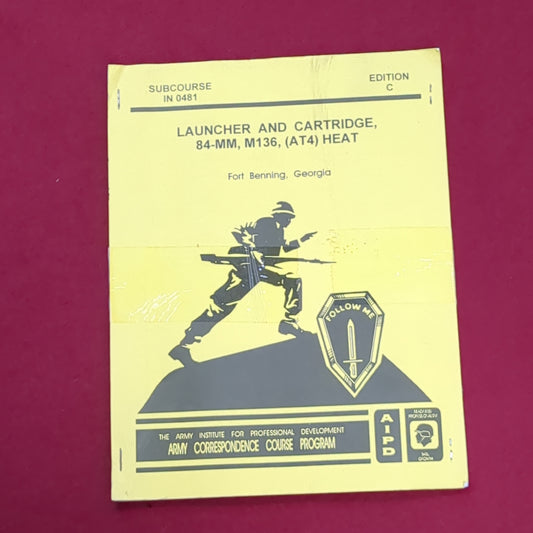 SUBCOURSE
IN 0481
EDITION
C
LAUNCHER AND CARTRIDGE,
84-MM, M136, (AT4) HEAT
Fort Benning, Georgia
FOLLOW ME
THE ARMY INSTITUTE FOR PROFESSIONAL DEVELOPMENT
ARMY CORRESPONDENCE COURSE PROGRAM
AIPD